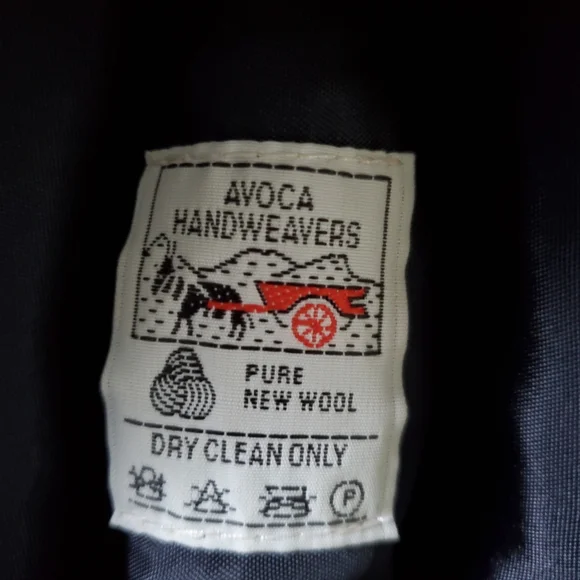 AVOCA
HANDWEAVERS
PURE
NEW WOOL
DRY CLEAN ONLY
P